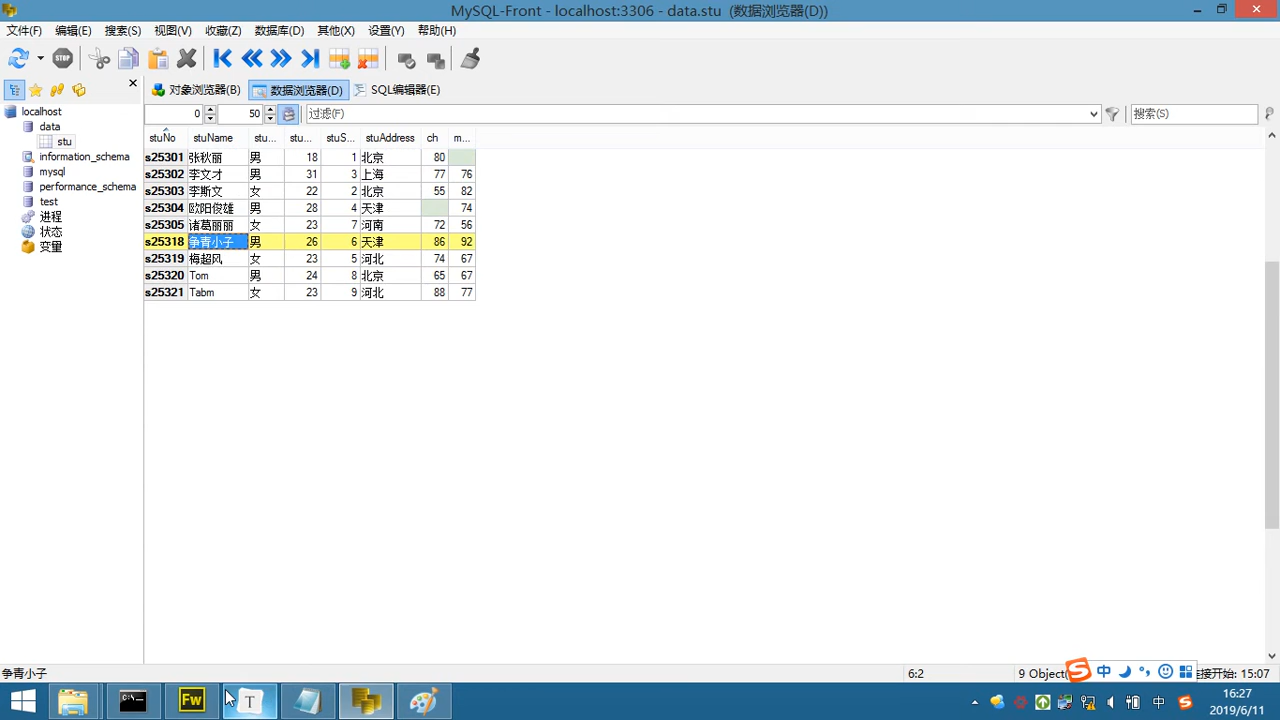 MySQL-Front - localhost:3306 - data.stu (数据浏览器(D))
文件(F) 编辑(E) 搜索(S) 视图(V) 收藏(Z) 数据库(D) 其他(X) 设置(Y) 帮助(H)
STOP
对象浏览器(B) 数据浏览器(D) SQL编辑器(E)
0 50 过滤(F) 搜索(S)
localhost
data
stu
information_schema
mysql
performance_schema
test
进程
状态
变量
stuNo stuName stu... stu... stuS... stuAddress ch m...
s25301 张秋丽 男 18 1 北京 80
s25302 李文才 男 31 3 上海 77 76
s25303 李斯文 女 22 2 北京 55 82
s25304 欧阳俊雄 男 28 4 天津 74
s25305 诸葛丽丽 女 23 7 河南 72 56
s25318 争青小子 男 26 6 天津 86 92
s25319 梅超风 女 23 5 河北 74 67
s25320 Tom 男 24 8 北京 65 67
s25321 Tabm 女 23 9 河北 88 77
争青小子 6:2 9 Object 连接开始: 15:07
中
C:\
Fw
T
中
16:27
2019/6/11